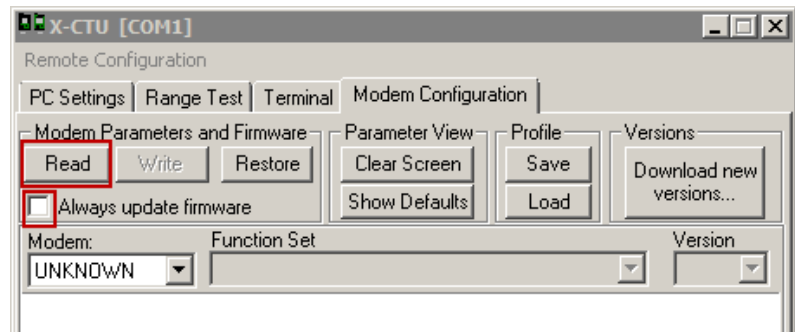 X-CTU [COM1]
Remote Configuration
PC Settings Range Test Terminal Modem Configuration
Modem Parameters and Firmware Parameter View Profile Versions
Read Write Restore Clear Screen Save Download new versions...
Always update firmware Show Defaults Load
Modem: Function Set Version
UNKNOWN